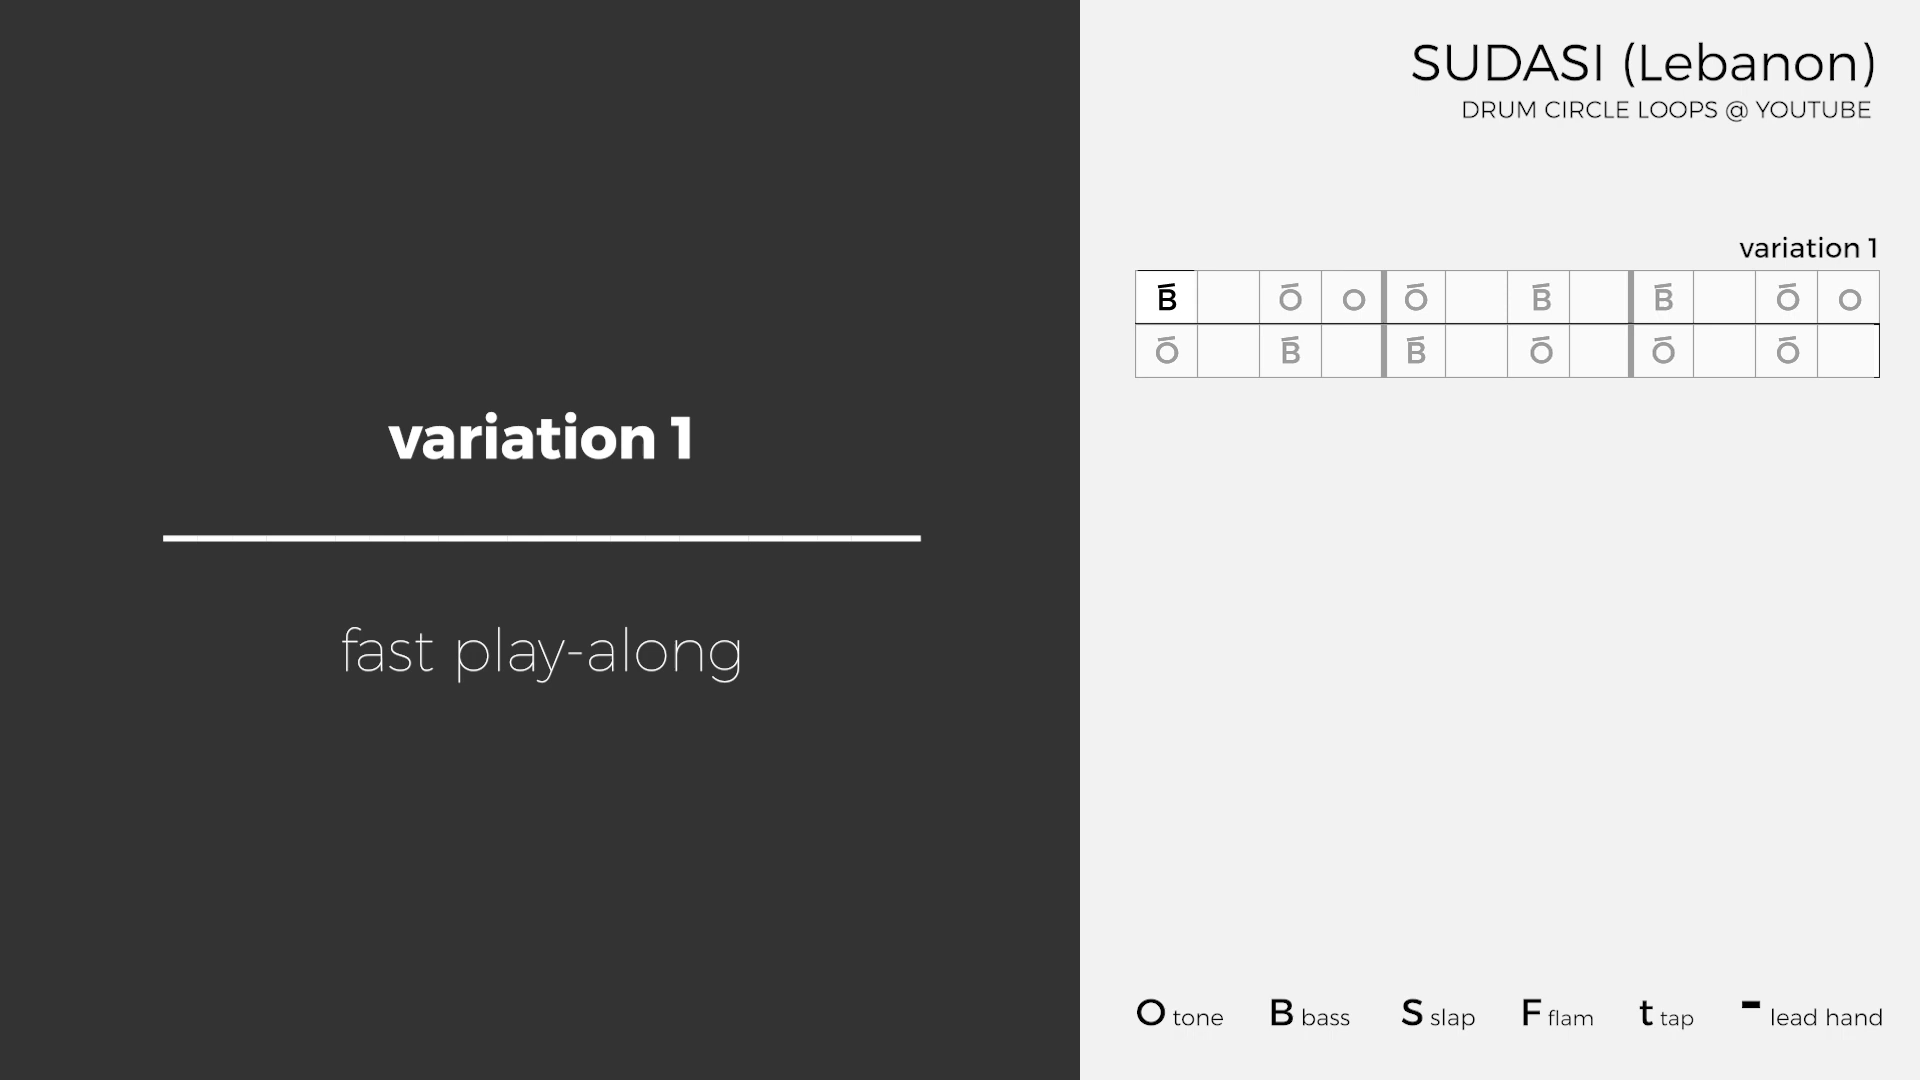 variation 1
fast play-along
SUDASI (Lebanon)
DRUM CIRCLE LOOPS @ YOUTUBE
variation 1
B̄ Ō O Ō B̄ B̄ Ō O
Ō B̄ B̄ Ō Ō Ō
O tone B bass S slap F flam t tap - lead hand